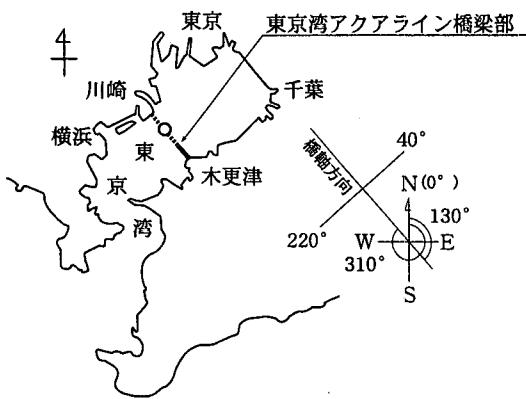 東京
東京湾アクアライン橋梁部
川崎
千葉
横浜
東
京
湾
木更津
橋軸方向
40°
N(0°)
130°
220°
W
E
310°
S